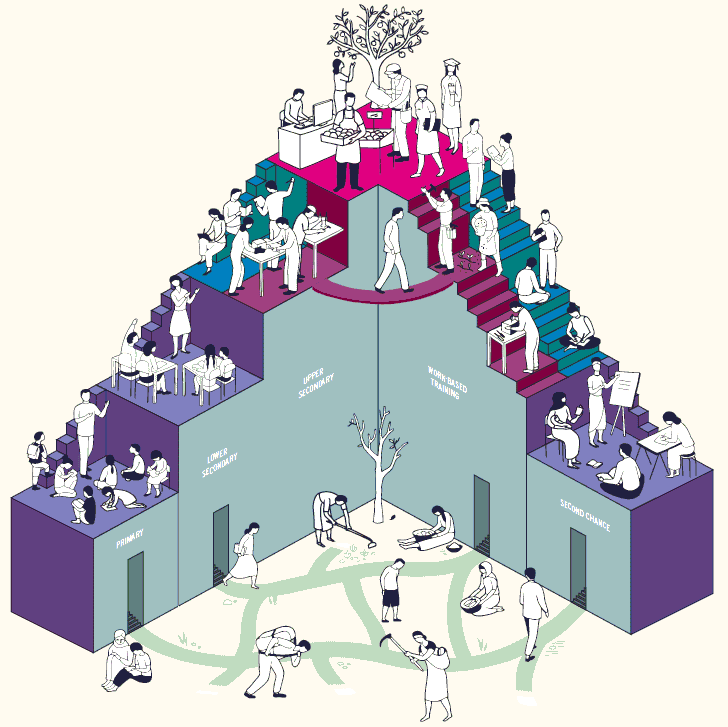 UPPER
SECONDARY
WORK-BASED
TRAINING
LOWER
SECONDARY
SECOND CHANCE
PRIMARY